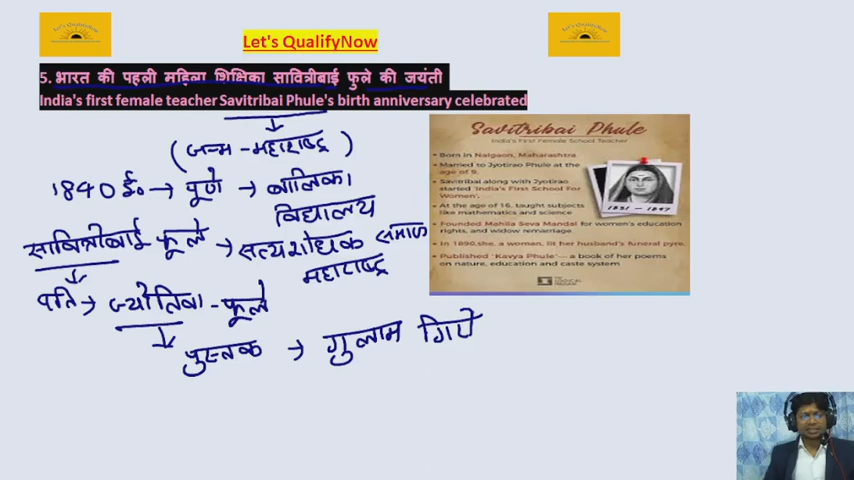 Let's QualifyNow
Let's QualifyNow
Let's QualifyNow
5. भारत की पहली महिला शिक्षिका सावित्रीबाई फुले की जयंती
India's first female teacher Savitribai Phule's birth anniversary celebrated
(जन्म - महाराष्ट्र)
1840 ई० → पूणे → बालिका
विद्यालय
सावित्रीबाई फूले → सत्यशोधक समाज
महाराष्ट्र
पति → ज्योतिबा - फूले
पुस्तक → गुलाम गिरी
SAVITRIBAI PHULE
India's First Female School Teacher
Born in Naigaon, Maharashtra
Married to Jyotirao Phule at the
age of 9.
Savitribai along with Jyotirao
started 'India's First School For
Women'.
At the age of 16, taught subjects
like mathematics and science
Founded Mahila Seva Mandal for women's education
rights, and widow remarriage
In 1890,she, a women, lit her husband's funeral pyre.
Published 'Kavya Phule' — a book of her poems
on nature, education and caste system
1831 - 1897